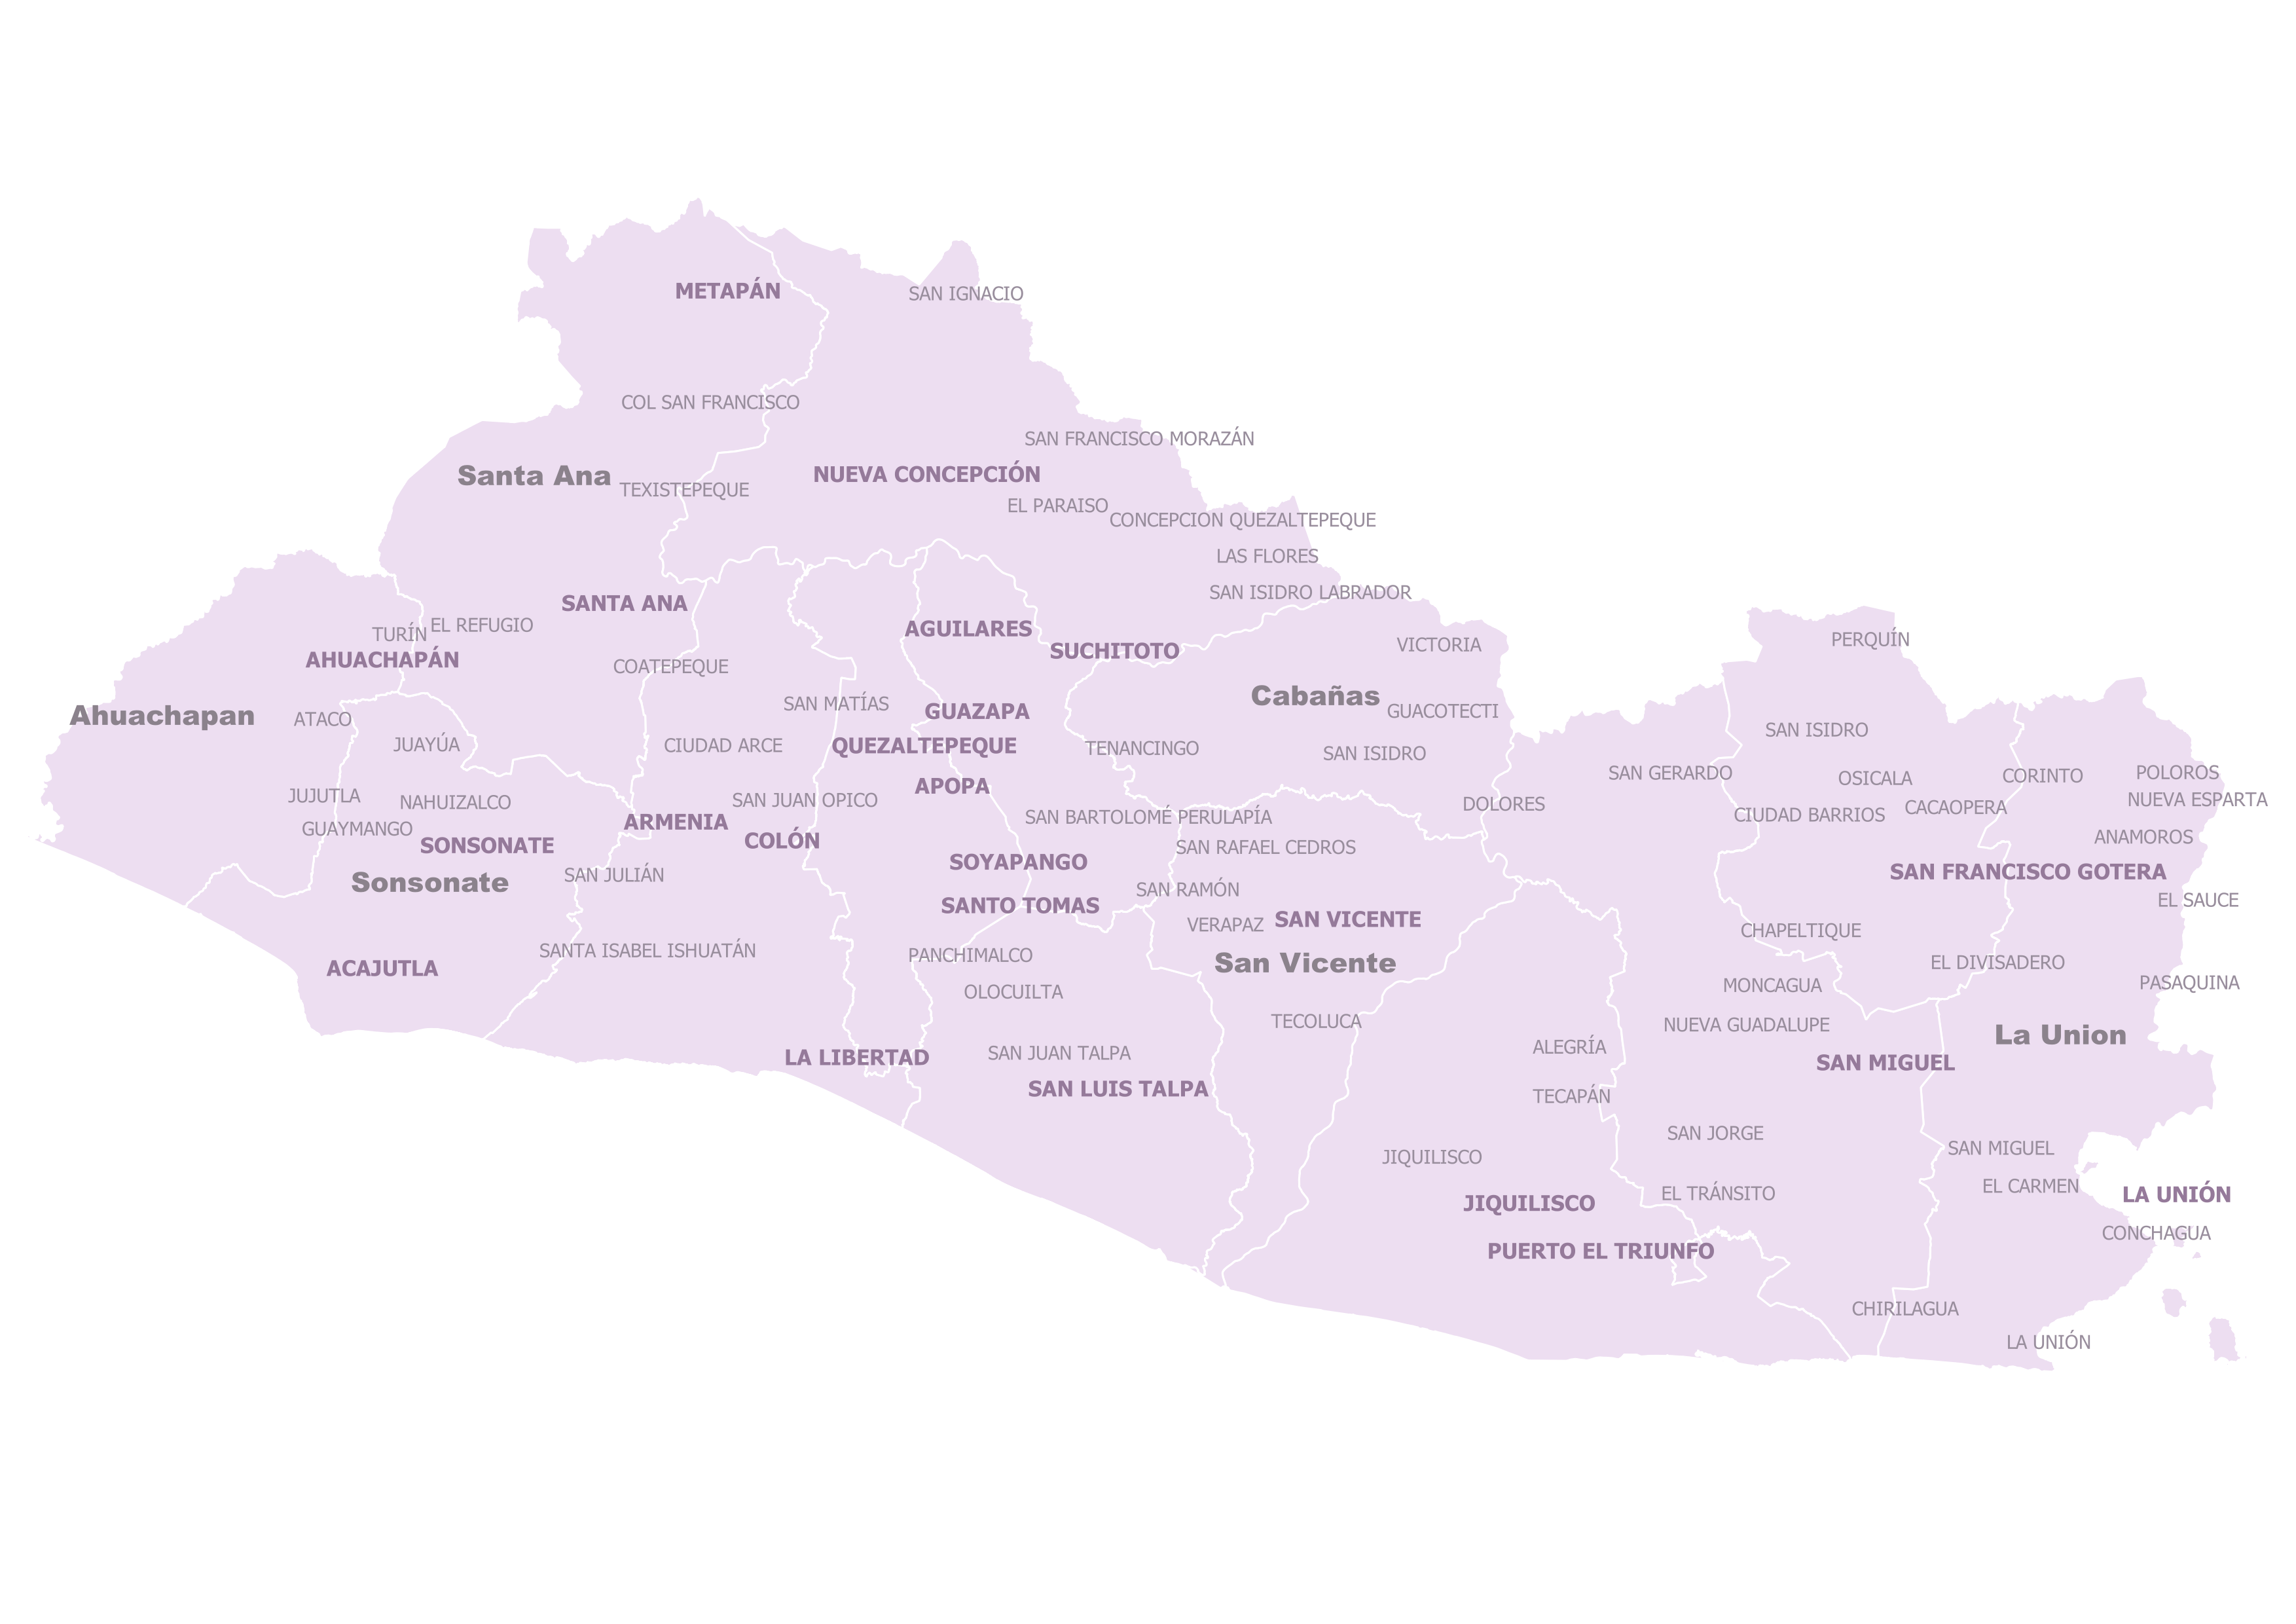 METAPÁN
SAN IGNACIO
COL SAN FRANCISCO
SAN FRANCISCO MORAZÁN
Santa Ana
NUEVA CONCEPCIÓN
TEXISTEPEQUE
EL PARAISO
CONCEPCION QUEZALTEPEQUE
LAS FLORES
SAN ISIDRO LABRADOR
SANTA ANA
EL REFUGIO
TURÍN
AGUILARES
AHUACHAPÁN
COATEPEQUE
SUCHITOTO
VICTORIA
PERQUÍN
Cabañas
Ahuachapan
ATACO
SAN MATÍAS
GUAZAPA
GUACOTECTI
SAN ISIDRO
JUAYÚA
CIUDAD ARCE
QUEZALTEPEQUE
TENANCINGO
SAN ISIDRO
SAN GERARDO
OSICALA
CORINTO
POLOROS
APOPA
JUJUTLA
NAHUIZALCO
SAN JUAN OPICO
DOLORES
CACAOPERA
NUEVA ESPARTA
ARMENIA
SAN BARTOLOMÉ PERULAPÍA
CIUDAD BARRIOS
GUAYMANGO
SONSONATE
COLÓN
SAN RAFAEL CEDROS
ANAMOROS
SOYAPANGO
SAN FRANCISCO GOTERA
Sonsonate
SAN JULIÁN
SAN RAMÓN
EL SAUCE
SANTO TOMAS
VERAPAZ
SAN VICENTE
CHAPELTIQUE
SANTA ISABEL ISHUATÁN
PANCHIMALCO
San Vicente
EL DIVISADERO
ACAJUTLA
OLOCUILTA
MONCAGUA
PASAQUINA
TECOLUCA
NUEVA GUADALUPE
La Union
LA LIBERTAD
SAN JUAN TALPA
ALEGRÍA
SAN MIGUEL
SAN LUIS TALPA
TECAPÁN
SAN JORGE
SAN MIGUEL
JIQUILISCO
EL CARMEN
EL TRÁNSITO
LA UNIÓN
JIQUILISCO
CONCHAGUA
PUERTO EL TRIUNFO
CHIRILAGUA
LA UNIÓN